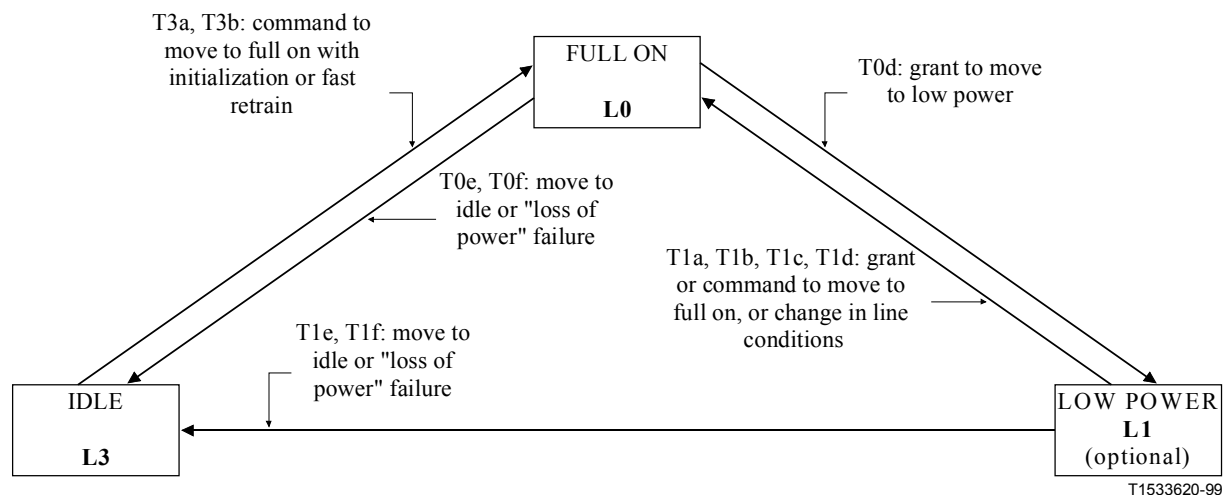 T3a, T3b: command to
move to full on with
initialization or fast
retrain
FULL ON
L0
T0d: grant to move
to low power
T0e, T0f: move to
idle or "loss of
power" failure
T1a, T1b, T1c, T1d: grant
or command to move to
full on, or change in line
conditions
T1e, T1f: move to
idle or "loss of
power" failure
IDLE
L3
LOW POWER
L1
(optional)
T1533620-99